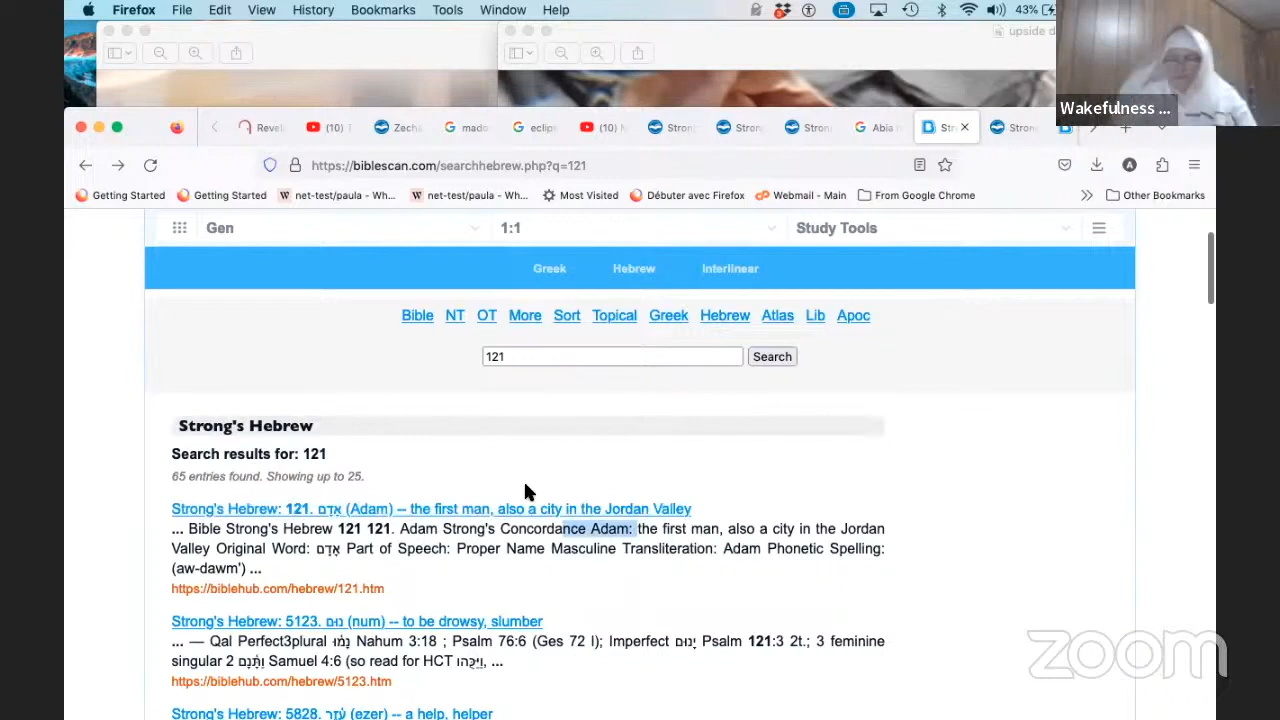 Firefox File Edit View History Bookmarks Tools Window Help 43%
upside d
Wakefulness ...
Revel (10) Zech mado eclips (10) Stron Stron Stron Abia h Str Stron
https://biblescan.com/searchhebrew.php?q=121
Getting Started Getting Started net-test/paula - Wh... net-test/paula - Wh... Most Visited Débuter avec Firefox Webmail - Main From Google Chrome Other Bookmarks
Gen 1:1 Study Tools
Greek Hebrew Interlinear
Bible NT OT More Sort Topical Greek Hebrew Atlas Lib Apoc
121 Search
Strong's Hebrew
Search results for: 121
65 entries found. Showing up to 25.
Strong's Hebrew: 121. אָדָם (Adam) -- the first man, also a city in the Jordan Valley
... Bible Strong's Hebrew 121 121. Adam Strong's Concordance Adam: the first man, also a city in the Jordan
Valley Original Word: אָדָם Part of Speech: Proper Name Masculine Transliteration: Adam Phonetic Spelling:
(aw-dawm') ...
https://biblehub.com/hebrew/121.htm
Strong's Hebrew: 5123. נוּם (num) -- to be drowsy, slumber
... — Qal Perfect3plural נָמוּ Nahum 3:18 ; Psalm 76:6 (Ges 72 l); Imperfect יָנוּם Psalm 121:3 2t.; 3 feminine
singular וַתָּנָם 2 Samuel 4:6 (so read for HCT
https://biblehub.com/hebrew/5123.htm
Strong's Hebrew: 5828. עֵזֶר (ezer) -- a help, helper
zoom